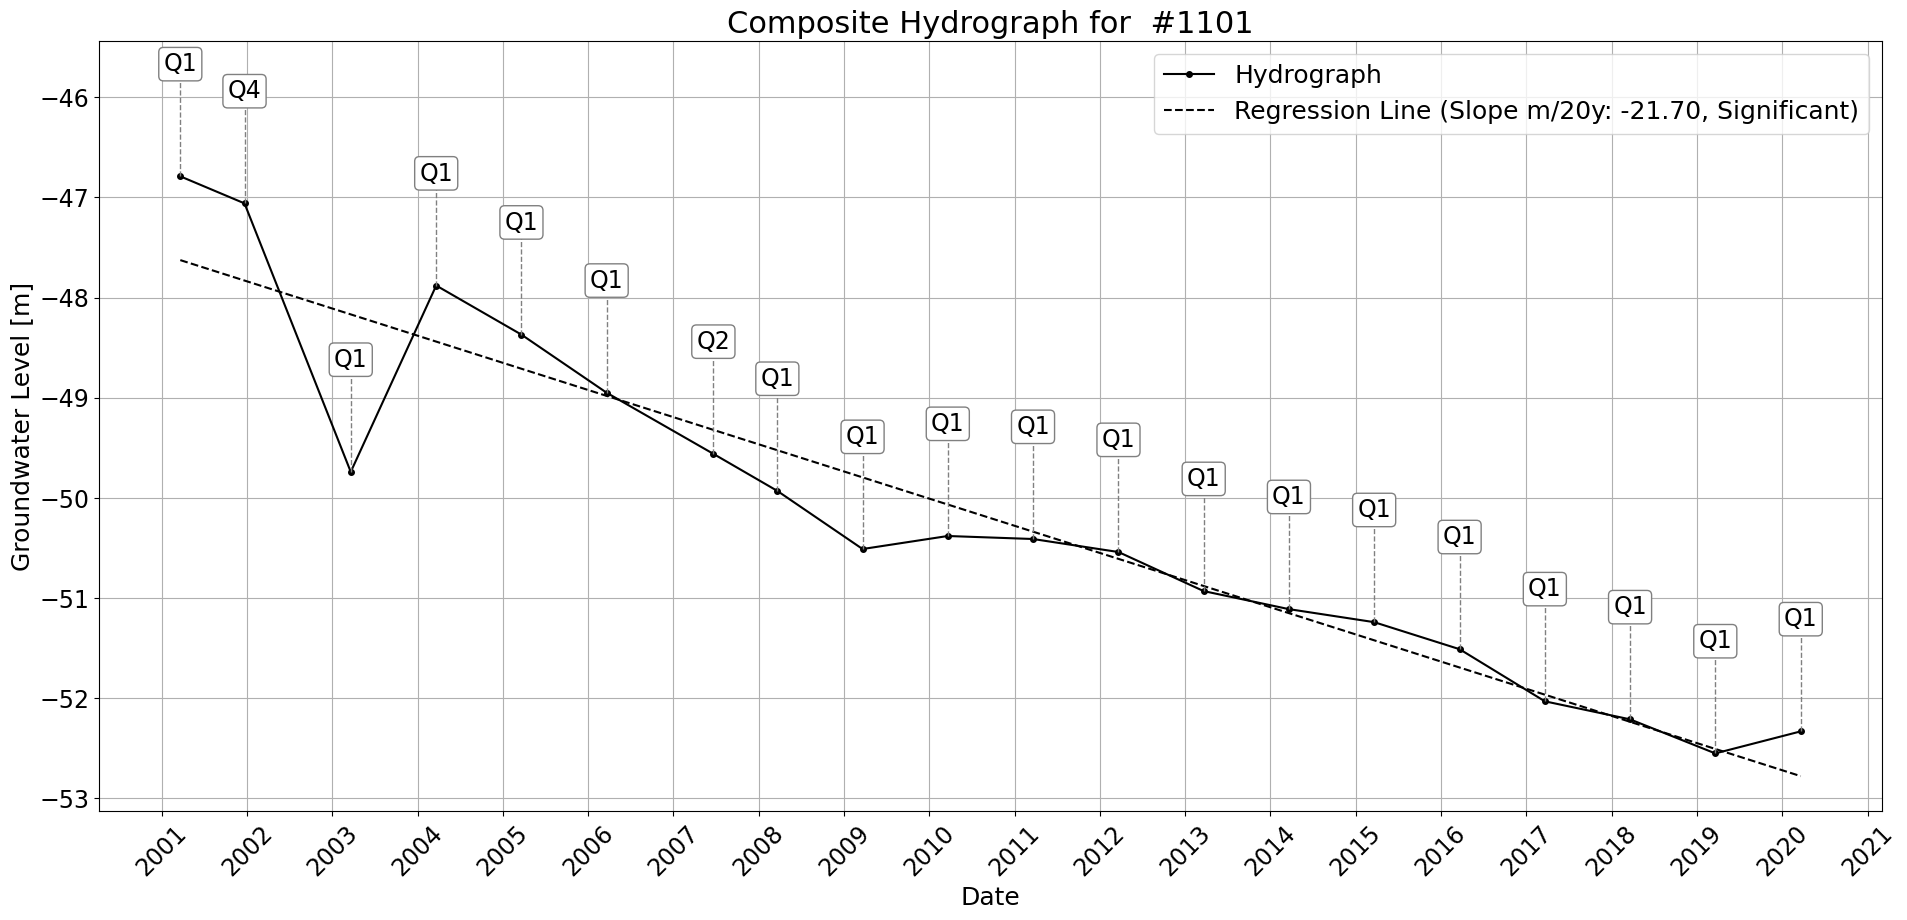 Composite Hydrograph for  #1101
Hydrograph
Regression Line (Slope m/20y: -21.70, Significant)
Groundwater Level [m]
−46
−47
−48
−49
−50
−51
−52
−53
Q1
Q4
Q1
Q1
Q1
Q1
Q2
Q1
Q1
Q1
Q1
Q1
Q1
Q1
Q1
Q1
Q1
Q1
Q1
Q1
2001
2002
2003
2004
2005
2006
2007
2008
2009
2010
2011
2012
2013
2014
2015
2016
2017
2018
2019
2020
2021
Date